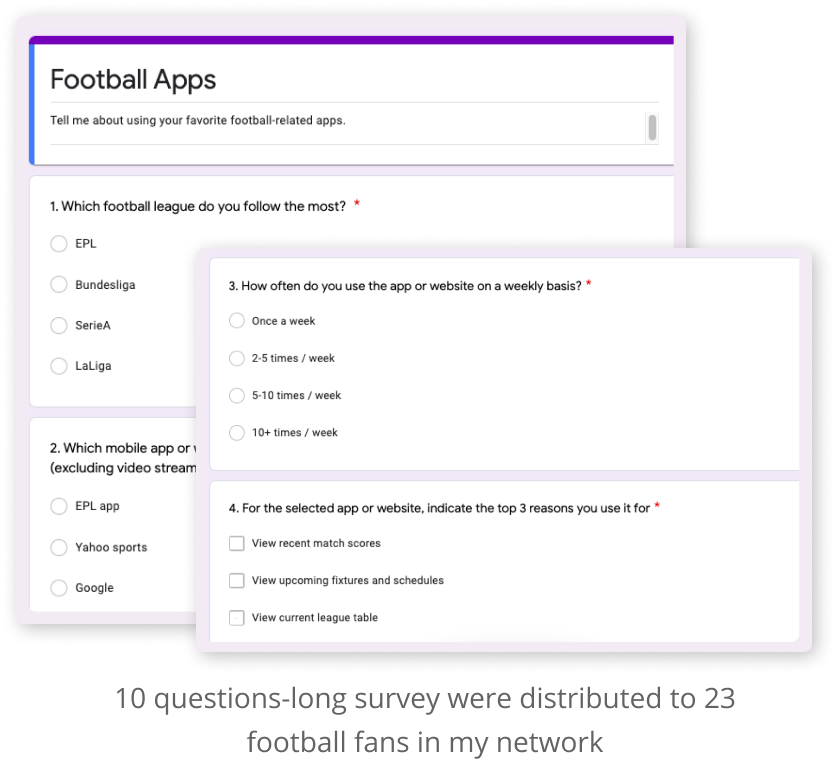 Football Apps
Tell me about using your favorite football-related apps.
1. Which football league do you follow the most? *
EPL
Bundesliga
SerieA
LaLiga
2. Which mobile app or
(excluding video stream
EPL app
Yahoo sports
Google
3. How often do you use the app or website on a weekly basis? *
Once a week
2-5 times / week
5-10 times / week
10+ times / week
4. For the selected app or website, indicate the top 3 reasons you use it for *
View recent match scores
View upcoming fixtures and schedules
View current league table
10 questions-long survey were distributed to 23
football fans in my network